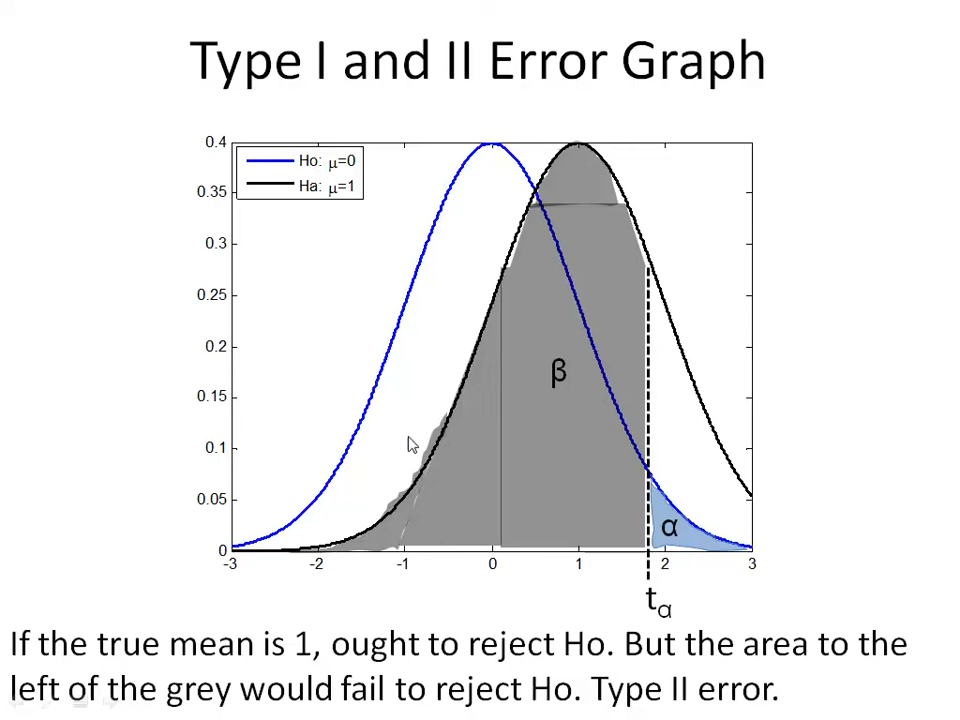 Type I and II Error Graph
0.4
Ho: μ=0
Ha: μ=1
0.35
0.3
0.25
0.2
0.15
0.1
0.05
0
β
α
-3 -2 -1 0 1 2 3
tα
If the true mean is 1, ought to reject Ho. But the area to the
left of the grey would fail to reject Ho. Type II error.